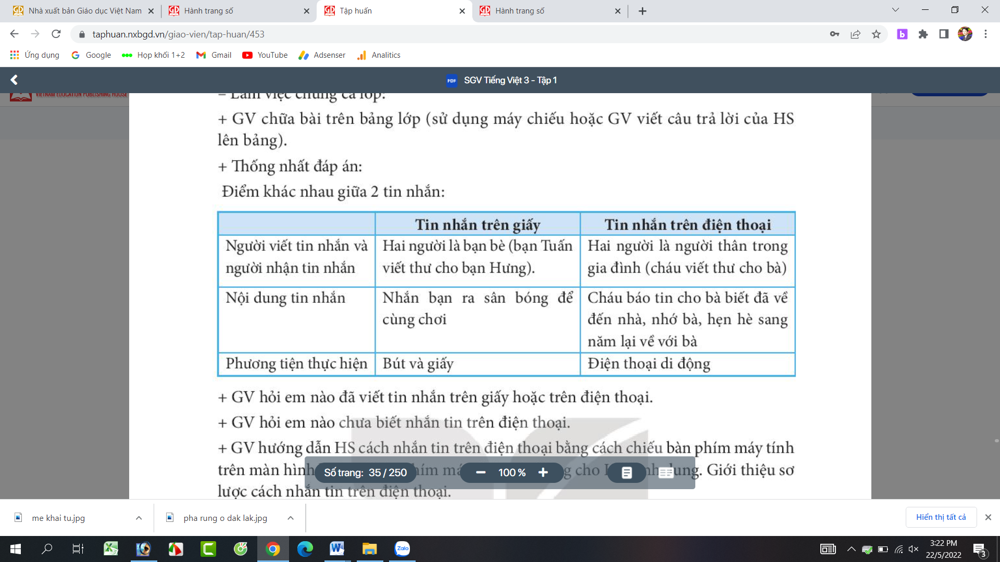 Nhà xuất bản Giáo dục Việt Nam
Hành trang số
Tập huấn
Hành trang số
taphuan.nxbgd.vn/giao-vien/tap-huan/453
Ứng dụng
Google
Họp khối 1+2
Gmail
YouTube
Adsenser
Analitics
PDF SGV Tiếng Việt 3 - Tập 1
VIETNAM EDUCATION PUBLISHING HOUSE
– Làm việc chung cả lớp:
+ GV chữa bài trên bảng lớp (sử dụng máy chiếu hoặc GV viết câu trả lời của HS
lên bảng).
+ Thống nhất đáp án:
Điểm khác nhau giữa 2 tin nhắn:
Tin nhắn trên giấy
Tin nhắn trên điện thoại
Người viết tin nhắn và
người nhận tin nhắn
Hai người là bạn bè (bạn Tuấn
viết thư cho bạn Hưng).
Hai người là người thân trong
gia đình (cháu viết thư cho bà)
Nội dung tin nhắn
Nhắn bạn ra sân bóng để
cùng chơi
Cháu báo tin cho bà biết đã về
đến nhà, nhớ bà, hẹn hè sang
năm lại về với bà
Phương tiện thực hiện
Bút và giấy
Điện thoại di động
+ GV hỏi em nào đã viết tin nhắn trên giấy hoặc trên điện thoại.
+ GV hỏi em nào chưa biết nhắn tin trên điện thoại.
+ GV hướng dẫn HS cách nhắn tin trên điện thoại bằng cách chiếu bàn phím máy tính
trên màn hình cho dung. Giới thiệu sơ
lược cách nhắn tin trên điện thoại.
Số trang: 35 / 250
100 %
me khai tu.jpg
pha rung o dak lak.jpg
Hiển thị tất cả
Zalo
3:22 PM
22/5/2022
3